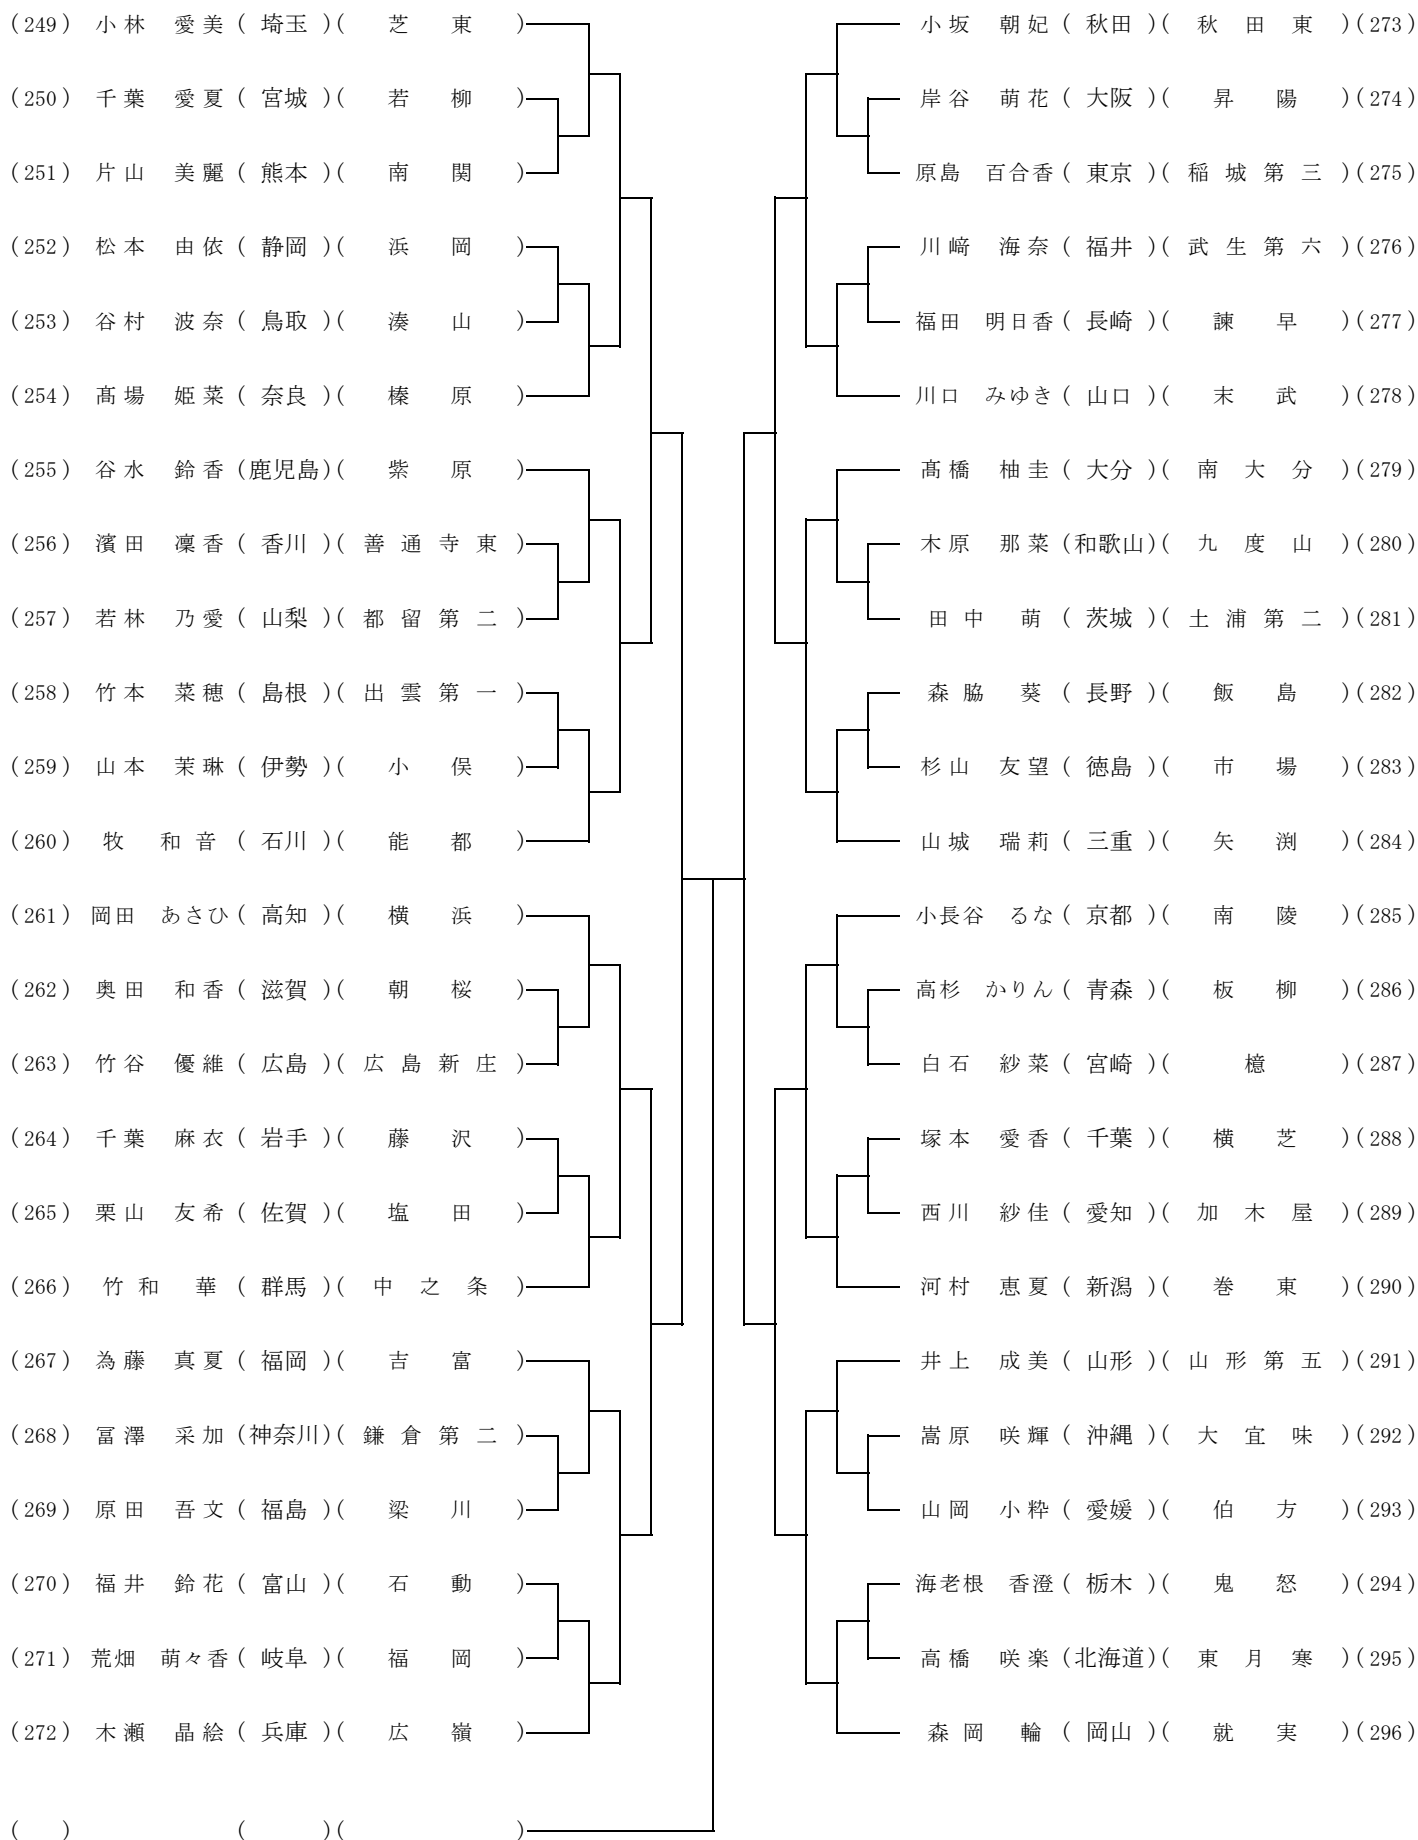 (249) 小林 愛美 ( 埼玉 )( 芝 東 )
(250) 千葉 愛夏 ( 宮城 )( 若 柳 )
(251) 片山 美麗 ( 熊本 )( 南 関 )
(252) 松本 由依 ( 静岡 )( 浜 岡 )
(253) 谷村 波奈 ( 鳥取 )( 湊 山 )
(254) 髙場 姫菜 ( 奈良 )( 榛 原 )
(255) 谷水 鈴香 (鹿児島)( 紫 原 )
(256) 濱田 凜香 ( 香川 )( 善通寺東 )
(257) 若林 乃愛 ( 山梨 )( 都留第二 )
(258) 竹本 菜穂 ( 島根 )( 出雲第一 )
(259) 山本 茉琳 ( 伊勢 )( 小 俣 )
(260) 牧 和音 ( 石川 )( 能 都 )
(261) 岡田 あさひ ( 高知 )( 横 浜 )
(262) 奥田 和香 ( 滋賀 )( 朝 桜 )
(263) 竹谷 優維 ( 広島 )( 広島新庄 )
(264) 千葉 麻衣 ( 岩手 )( 藤 沢 )
(265) 栗山 友希 ( 佐賀 )( 塩 田 )
(266) 竹和 華 ( 群馬 )( 中之条 )
(267) 為藤 真夏 ( 福岡 )( 吉 富 )
(268) 冨澤 采加 (神奈川)( 鎌倉第二 )
(269) 原田 吾文 ( 福島 )( 梁 川 )
(270) 福井 鈴花 ( 富山 )( 石 動 )
(271) 荒畑 萌々香 ( 岐阜 )( 福 岡 )
(272) 木瀬 晶絵 ( 兵庫 )( 広 嶺 )
( ) ( )( )
小坂 朝妃 ( 秋田 )( 秋田東 )(273)
岸谷 萌花 ( 大阪 )( 昇 陽 )(274)
原島 百合香 ( 東京 )( 稲城第三 )(275)
川﨑 海奈 ( 福井 )( 武生第六 )(276)
福田 明日香 ( 長崎 )( 諫 早 )(277)
川口 みゆき ( 山口 )( 末 武 )(278)
髙橋 柚圭 ( 大分 )( 南大分 )(279)
木原 那菜 (和歌山)( 九度山 )(280)
田中 萌 ( 茨城 )( 土浦第二 )(281)
森脇 葵 ( 長野 )( 飯 島 )(282)
杉山 友望 ( 徳島 )( 市 場 )(283)
山城 瑞莉 ( 三重 )( 矢 渕 )(284)
小長谷 るな ( 京都 )( 南 陵 )(285)
高杉 かりん ( 青森 )( 板 柳 )(286)
白石 紗菜 ( 宮崎 )( 檍 )(287)
塚本 愛香 ( 千葉 )( 横 芝 )(288)
西川 紗佳 ( 愛知 )( 加木屋 )(289)
河村 恵夏 ( 新潟 )( 巻 東 )(290)
井上 成美 ( 山形 )( 山形第五 )(291)
嵩原 咲輝 ( 沖縄 )( 大宜味 )(292)
山岡 小粋 ( 愛媛 )( 伯 方 )(293)
海老根 香澄 ( 栃木 )( 鬼 怒 )(294)
高橋 咲楽 (北海道)( 東月寒 )(295)
森岡 輪 ( 岡山 )( 就 実 )(296)